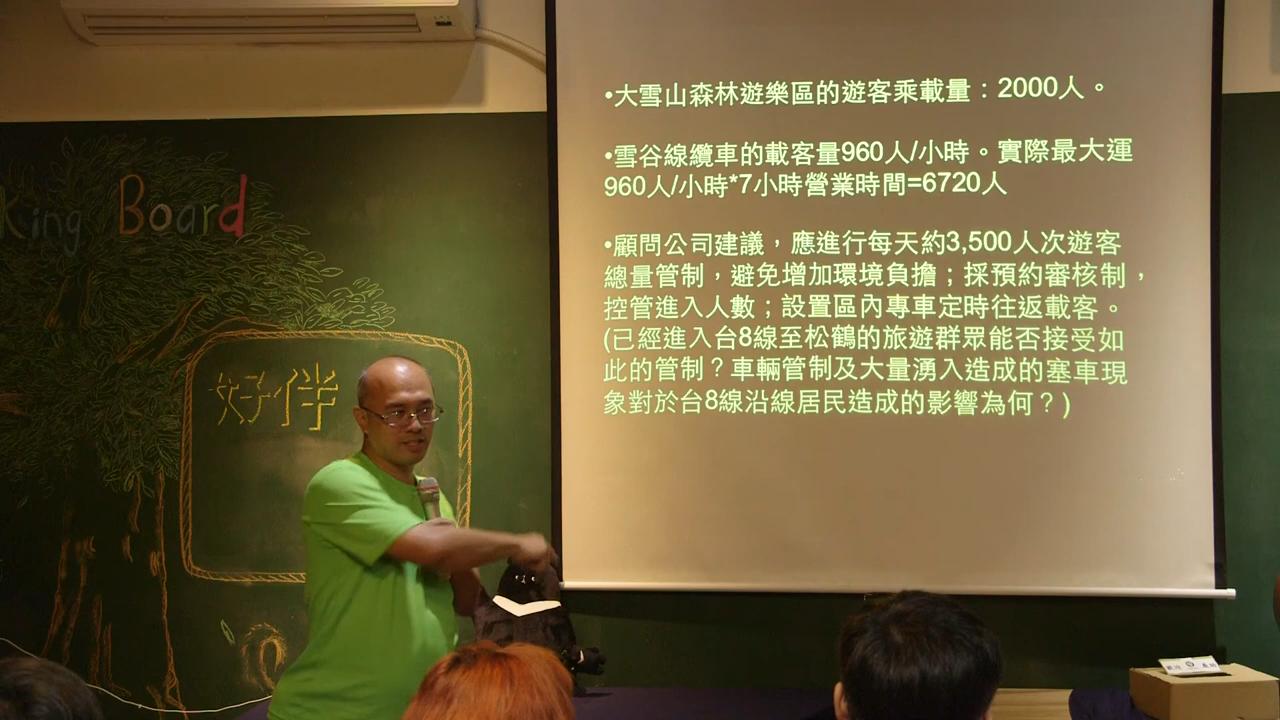 •大雪山森林遊樂區的遊客乘載量：2000人。
•雪谷線纜車的載客量960人/小時。實際最大運
960人/小時*7小時營業時間=6720人
•顧問公司建議，應進行每天約3,500人次遊客
總量管制，避免增加環境負擔；採預約審核制，
控管進入人數；設置區內專車定時往返載客。
(已經進入台8線至松鶴的旅遊群眾能否接受如
此的管制？車輛管制及大量湧入造成的塞車現
象對於台8線沿線居民造成的影響為何？)
King Board
好伴